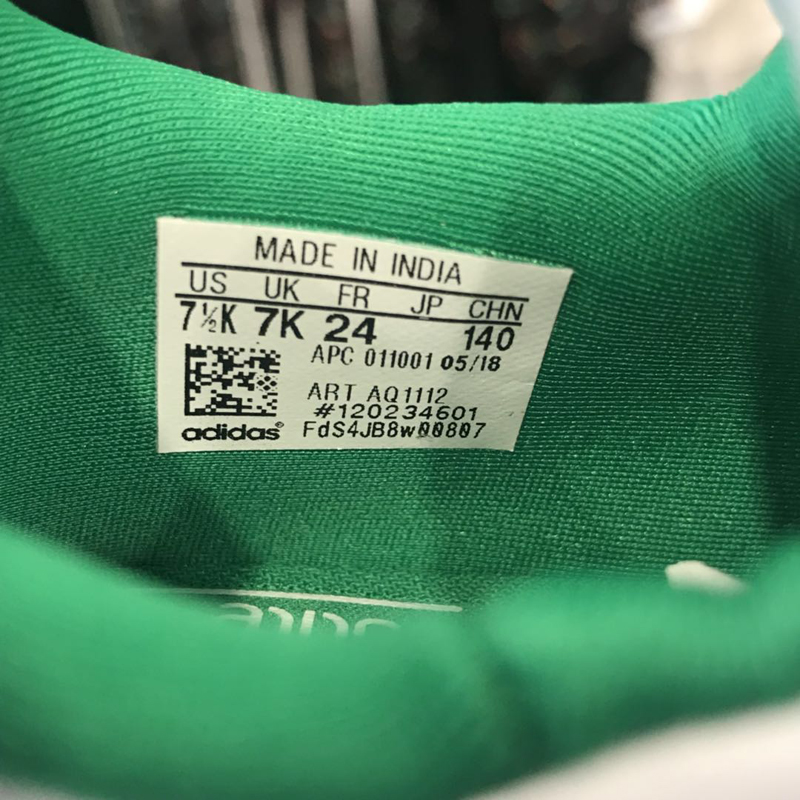 MADE IN INDIA
US UK FR JP CHN
7½K 7K 24 140
APC 011001 05/18
ART AQ1112
#120234601
adidas® FdS4JB8w00807